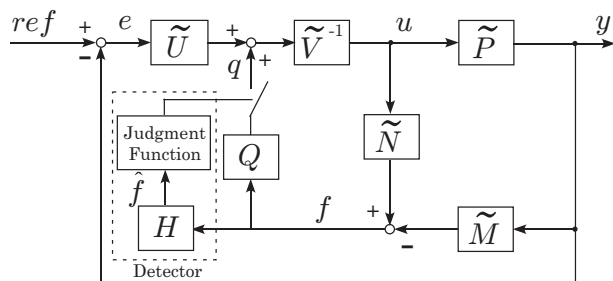 ref + e Ũ + Ṽ⁻¹ u P̃ y
- q +
Judgment
Function
Q Ñ
f̂ f +
H - M̃
Detector